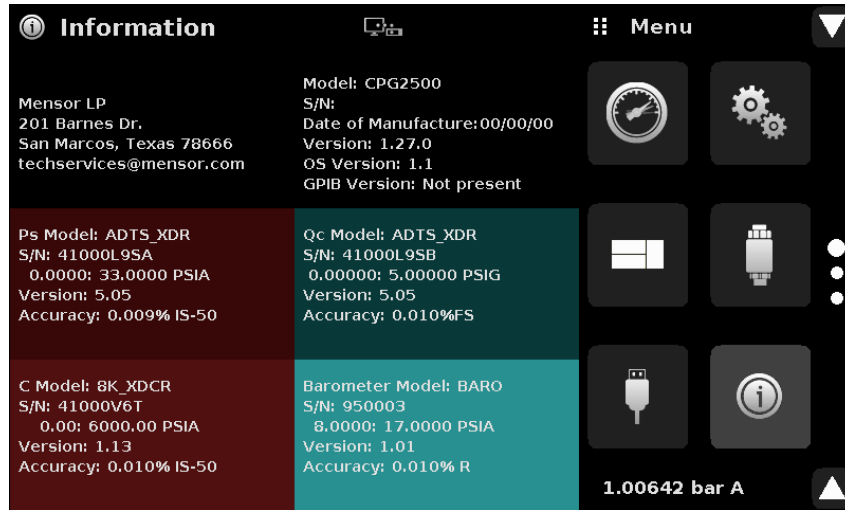 Information
Mensor LP
201 Barnes Dr.
San Marcos, Texas 78666
techservices@mensor.com
Model: CPG2500
S/N:
Date of Manufacture:00/00/00
Version: 1.27.0
OS Version: 1.1
GPIB Version: Not present
Ps Model: ADTS_XDR
S/N: 41000L9SA
0.0000: 33.0000 PSIA
Version: 5.05
Accuracy: 0.009% IS-50
Qc Model: ADTS_XDR
S/N: 41000L9SB
0.00000: 5.00000 PSIG
Version: 5.05
Accuracy: 0.010%FS
C Model: 8K_XDCR
S/N: 41000V6T
0.00: 6000.00 PSIA
Version: 1.13
Accuracy: 0.010% IS-50
Barometer Model: BARO
S/N: 950003
8.0000: 17.0000 PSIA
Version: 1.01
Accuracy: 0.010% R
Menu
1.00642 bar A